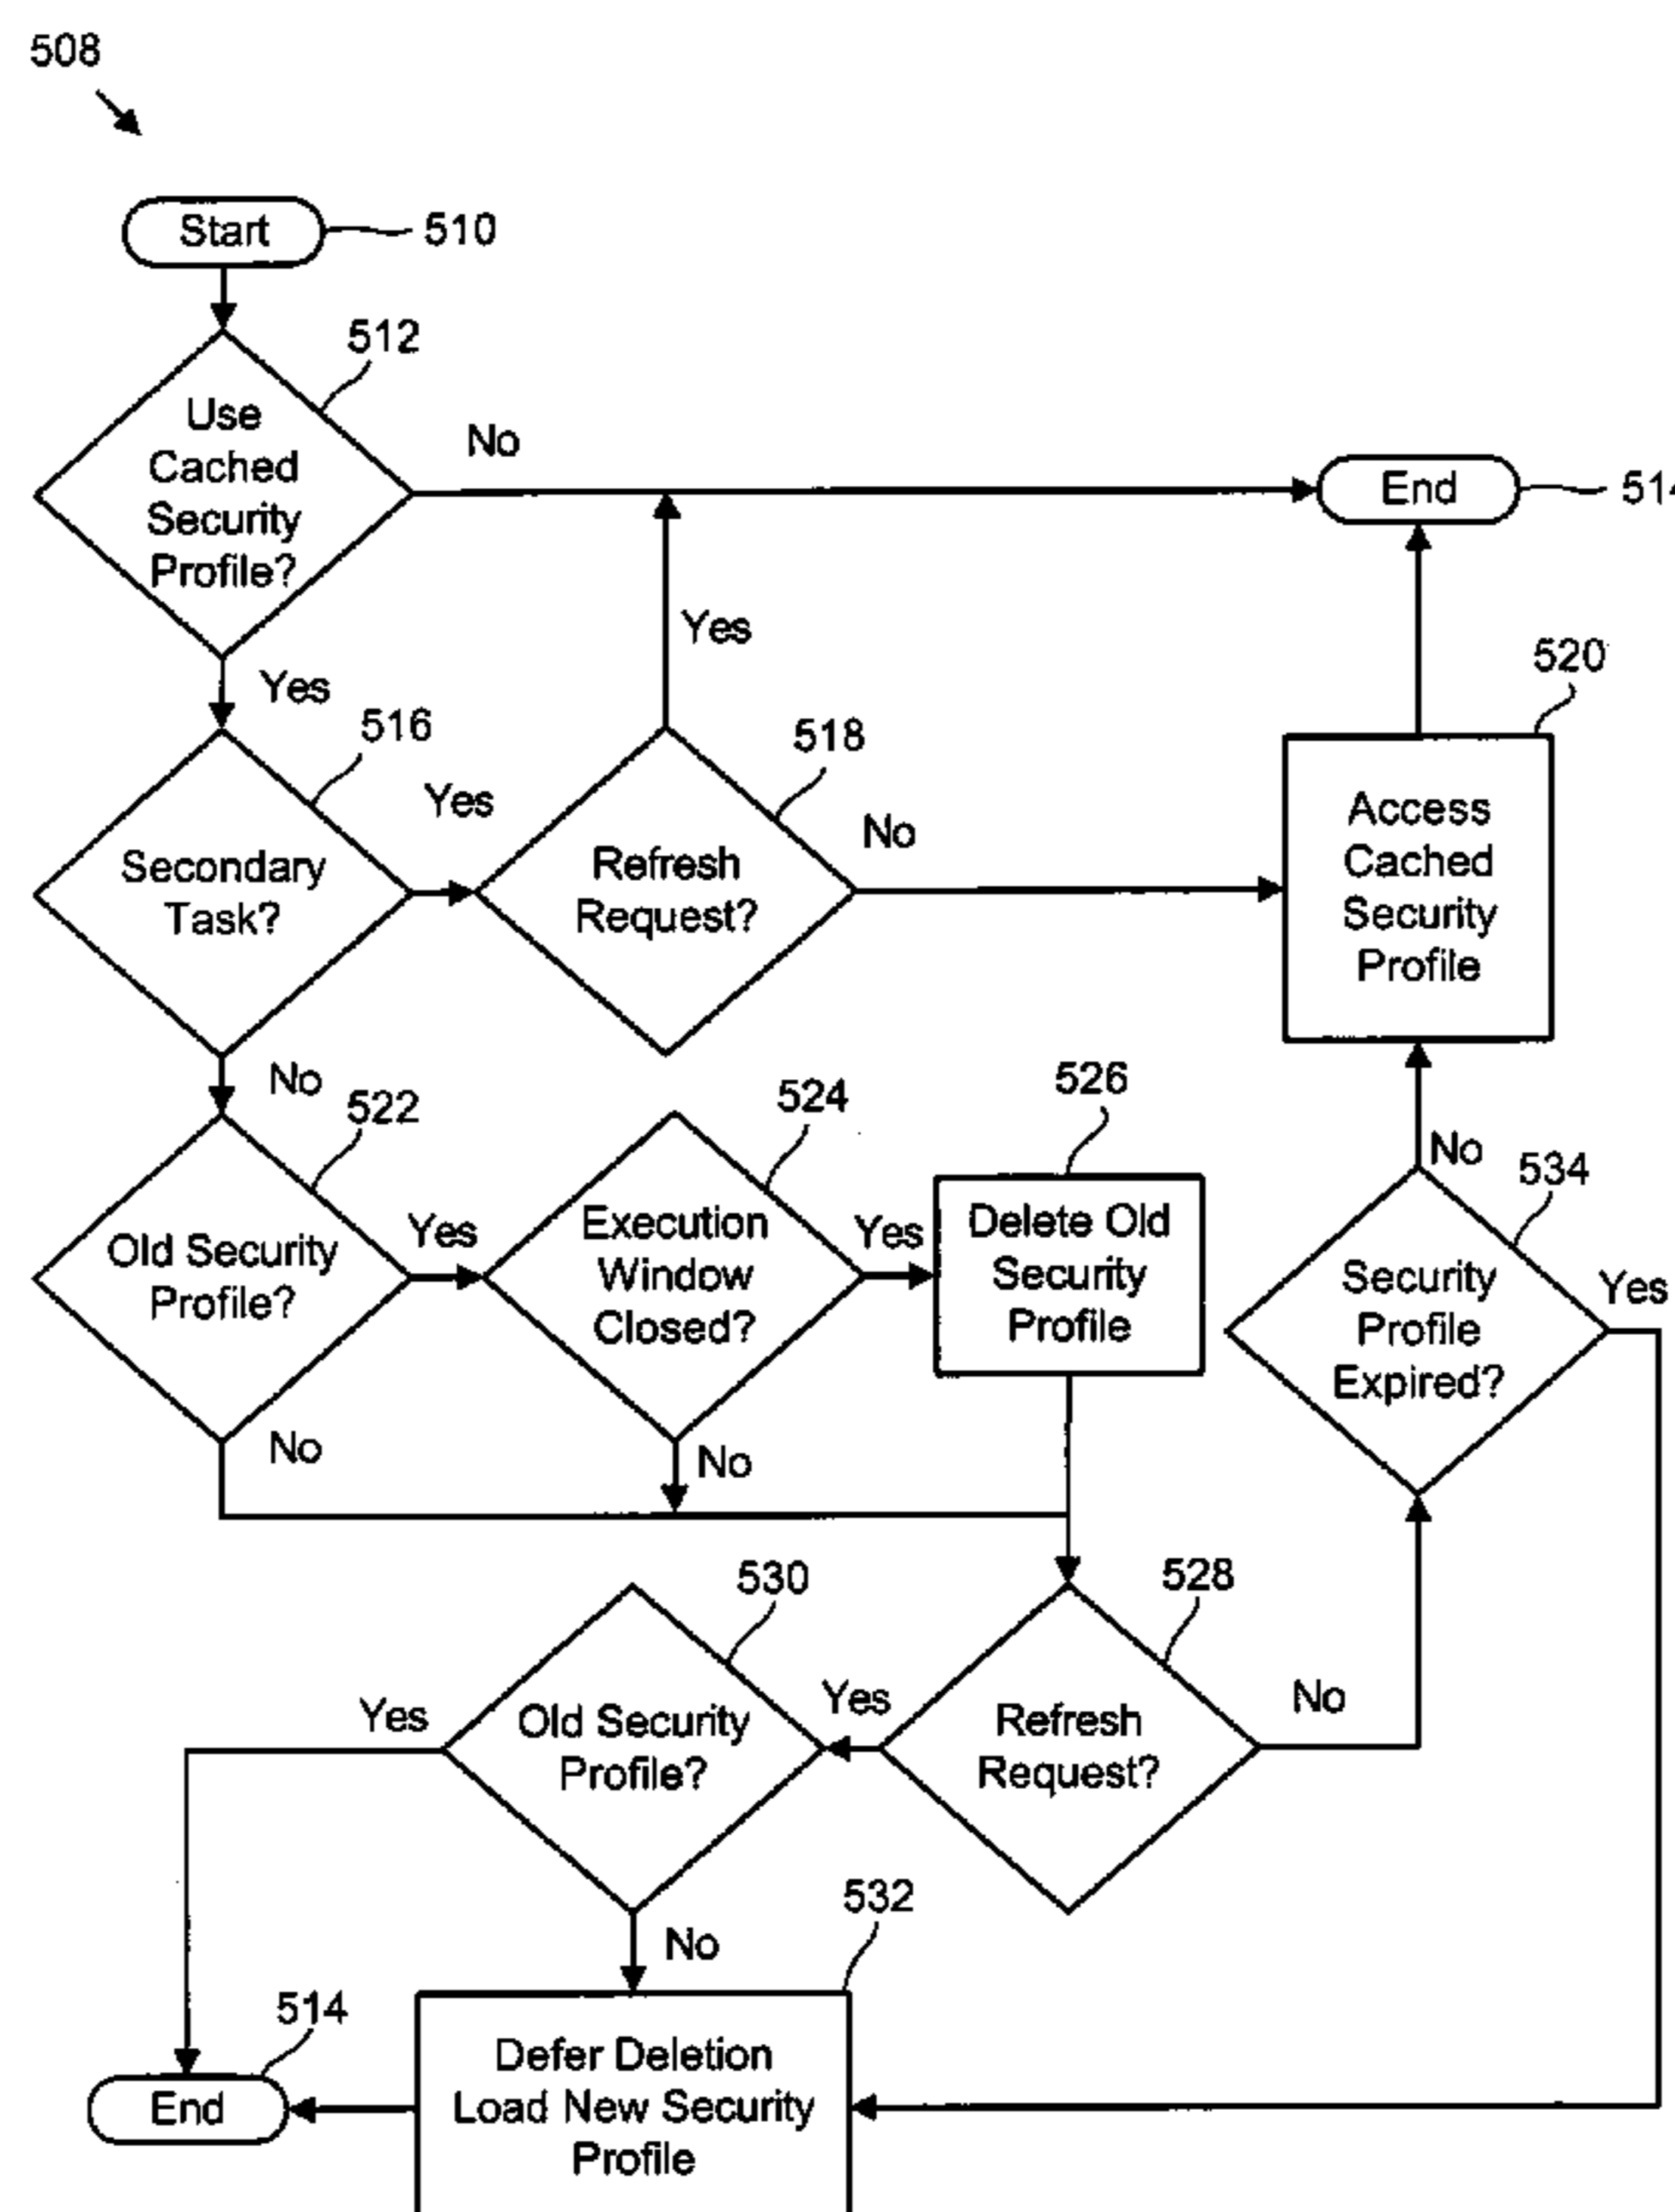 508
Start
510
512
Use
Cached
Security
Profile?
No
End
514
Yes
Yes
520
516
518
Secondary
Task?
Yes
Refresh
Request?
No
Access
Cached
Security
Profile
No
522
524
526
Old Security
Profile?
Yes
Execution
Window
Closed?
Yes
Delete Old
Security
Profile
No
534
Security
Profile
Expired?
Yes
No
No
530
528
Yes
Old Security
Profile?
Yes
Refresh
Request?
No
532
No
514
End
Defer Deletion
Load New Security
Profile